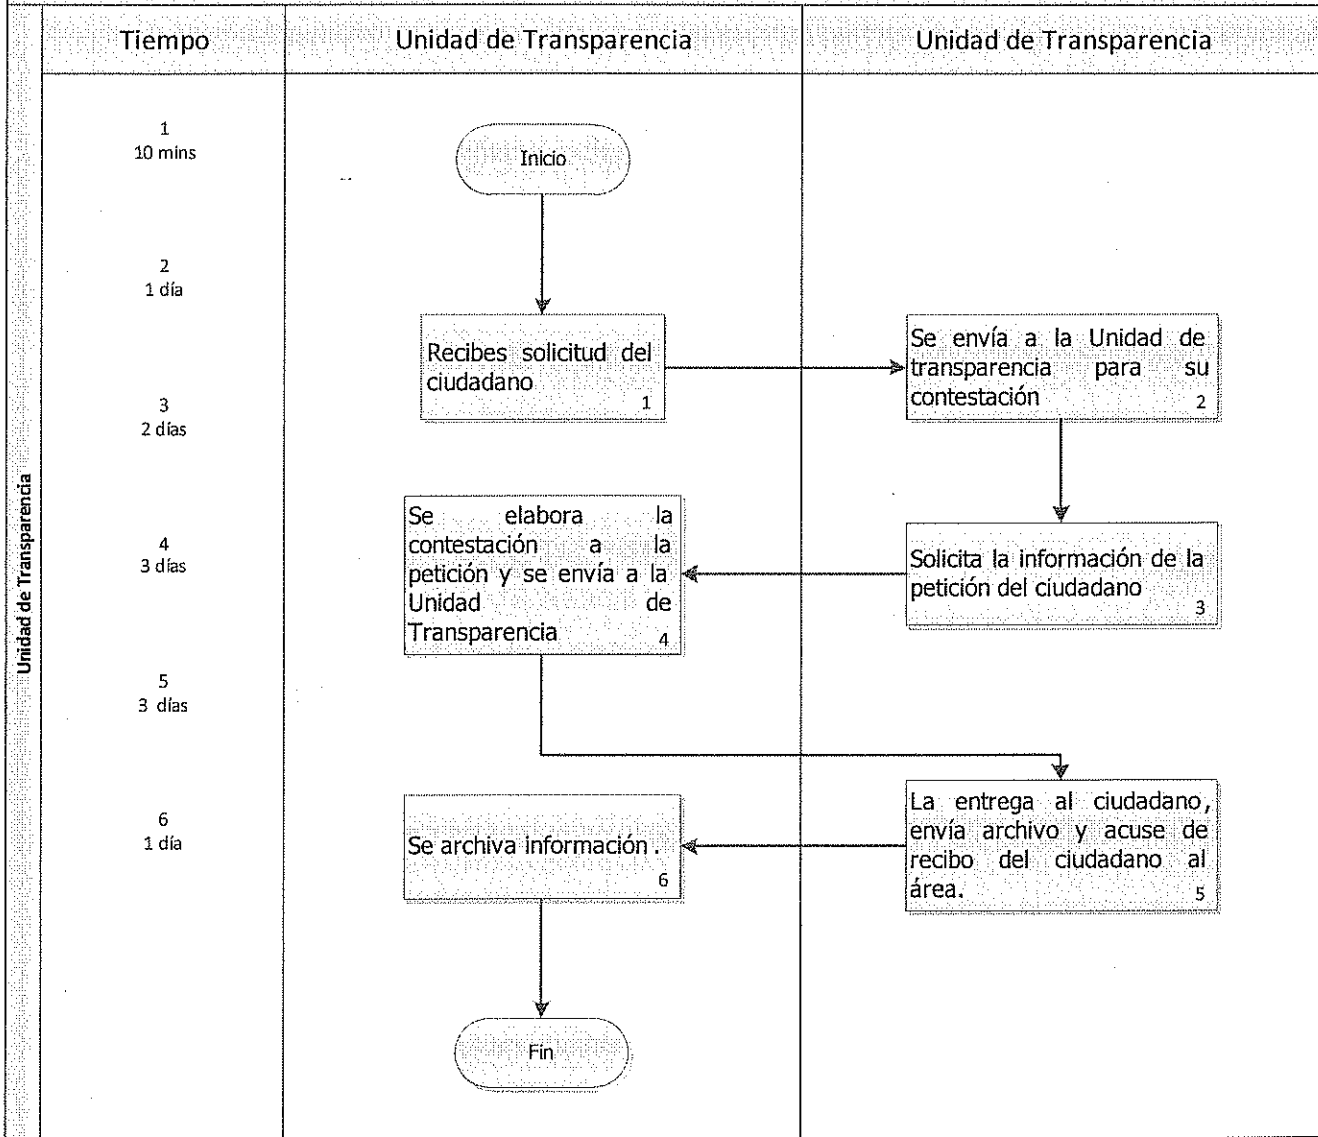 Tiempo
Unidad de Transparencia
Unidad de Transparencia
Unidad de Transparencia
1
10 mins
Inicio
2
1 día
Recibes solicitud del
ciudadano
1
Se envía a la Unidad de
transparencia para su
contestación
2
3
2 días
Se elabora la
contestación a la
petición y se envía a la
Unidad de
Transparencia
4
Solicita la información de la
petición del ciudadano
3
4
3 días
5
3 días
La entrega al ciudadano,
envía archivo y acuse de
recibo del ciudadano al
área.
5
6
1 día
Se archiva información .
6
Fin